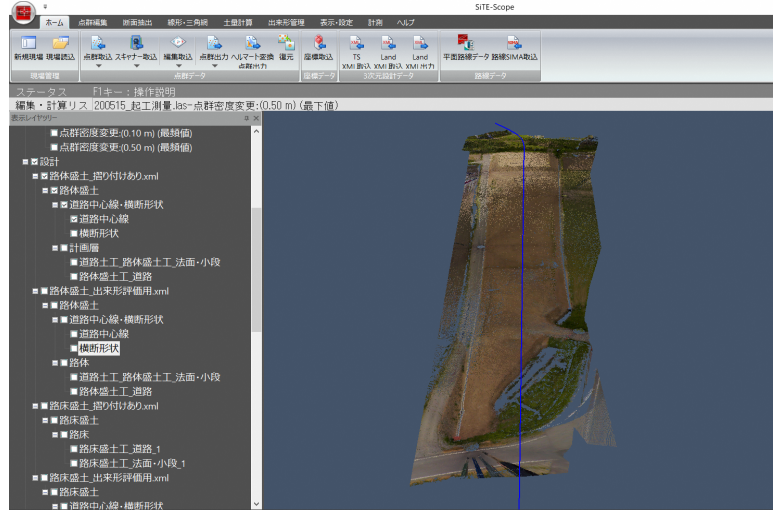 SiTE-Scope
ホーム 点群編集 断面抽出 線形・三角網 土量計算 出来形管理 表示・設定 計測 ヘルプ
新規現場 現場読込 点群取込 スキャナー取込 編集取込 点群出力 ヘルマート変換 点群出力 復元 座標取込 TS XML取込 Land XML取込 Land XML出力 平面路線データ 路線SIMA取込
現場管理 点群データ 座標データ 3次元設計データ 路線データ
ステータス F1キー：操作説明
編集・計算リス 200515_起工測量.las-点群密度変更:(0.50 m) (最下値)
表示レイヤツリー
点群密度変更:(0.10 m) (最頻値)
点群密度変更:(0.50 m) (最頻値)
設計
路体盛土_摺り付けあり.xml
路体盛土
道路中心線・横断形状
道路中心線
横断形状
計画層
道路土工_路体盛土工_法面・小段
路体盛土工_道路
路体盛土_出来形評価用.xml
路体盛土
道路中心線・横断形状
道路中心線
横断形状
路体
道路土工_路体盛土工_法面・小段
路体盛土工_道路
路床盛土_摺り付けあり.xml
路床盛土
路床
路床盛土工_道路_1
路床盛土工_法面・小段_1
路床盛土_出来形評価用.xml
路床盛土
道路中心線・横断形状